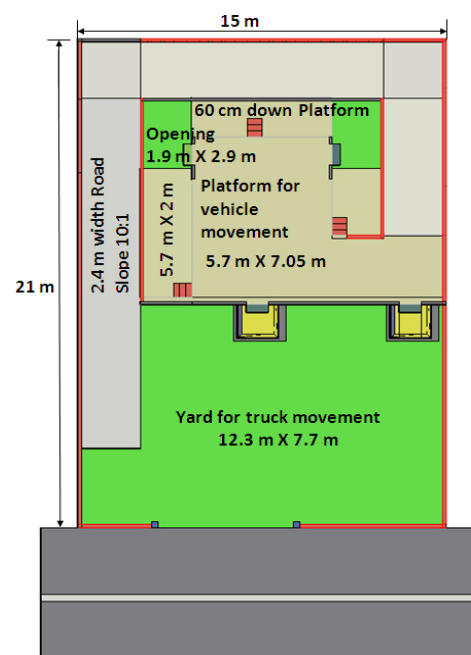 15 m
60 cm down Platform
Opening
1.9 m X 2.9 m
Platform for
vehicle
movement
5.7 m X 7.05 m
5.7 m X 2 m
2.4 m width Road
Slope 10:1
21 m
Yard for truck movement
12.3 m X 7.7 m